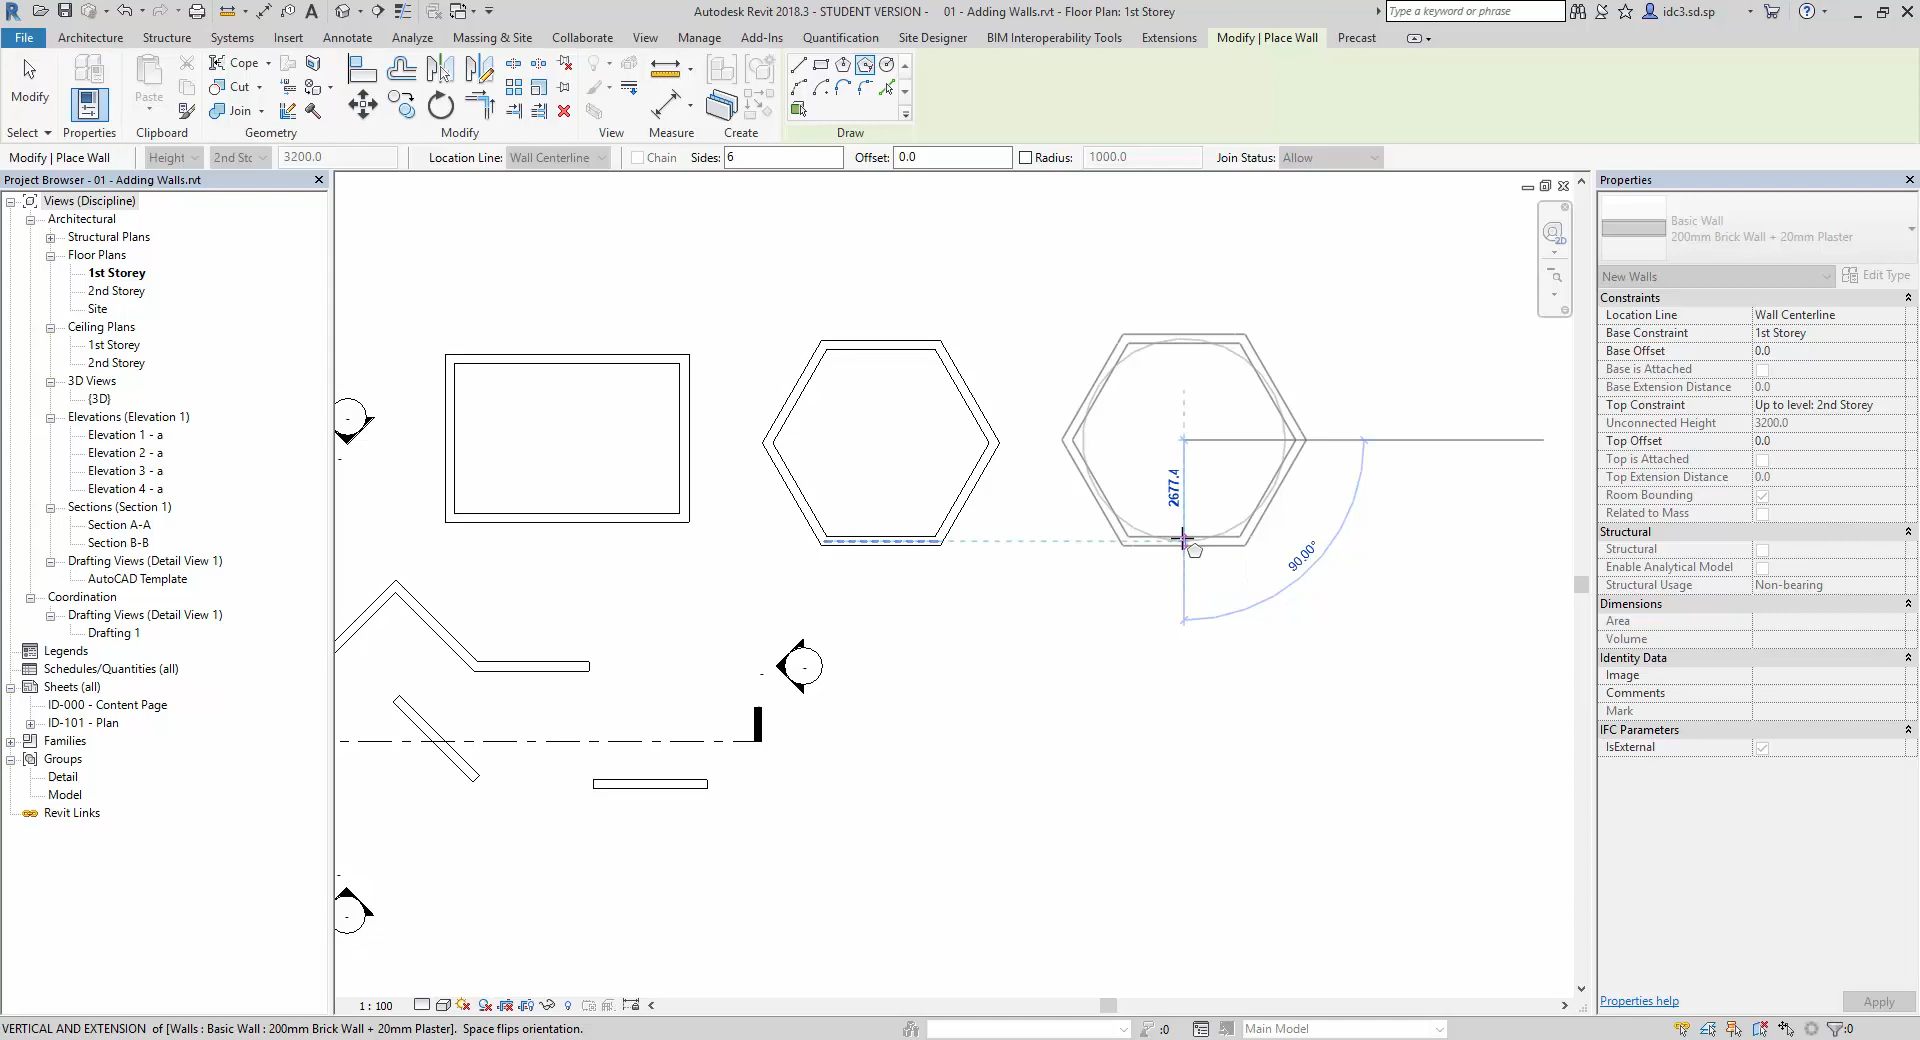 Autodesk Revit 2018.3 - STUDENT VERSION - 01 - Adding Walls.rvt - Floor Plan: 1st Storey
Type a keyword or phrase
idc3.sd.sp
File Architecture Structure Systems Insert Annotate Analyze Massing & Site Collaborate View Manage Add-Ins Quantification Site Designer BIM Interoperability Tools Extensions Modify | Place Wall Precast
Modify
Paste
Cope
Cut
Join
Select Properties Clipboard Geometry Modify View Measure Create Draw
Modify | Place Wall Height 2nd Stc 3200.0 Location Line: Wall Centerline Chain Sides: 6 Offset: 0.0 Radius: 1000.0 Join Status: Allow
Project Browser - 01 - Adding Walls.rvt
Views (Discipline)
Architectural
Structural Plans
Floor Plans
1st Storey
2nd Storey
Site
Ceiling Plans
1st Storey
2nd Storey
3D Views
{3D}
Elevations (Elevation 1)
Elevation 1 - a
Elevation 2 - a
Elevation 3 - a
Elevation 4 - a
Sections (Section 1)
Section A-A
Section B-B
Drafting Views (Detail View 1)
AutoCAD Template
Coordination
Drafting Views (Detail View 1)
Drafting 1
Legends
Schedules/Quantities (all)
Sheets (all)
ID-000 - Content Page
ID-101 - Plan
Families
Groups
Detail
Model
Revit Links
2D
2677.4
90.00°
1 : 100
Properties
Basic Wall
200mm Brick Wall + 20mm Plaster
New Walls Edit Type
Constraints
Location Line Wall Centerline
Base Constraint 1st Storey
Base Offset 0.0
Base is Attached
Base Extension Distance 0.0
Top Constraint Up to level: 2nd Storey
Unconnected Height 3200.0
Top Offset 0.0
Top is Attached
Top Extension Distance 0.0
Room Bounding
Related to Mass
Structural
Structural
Enable Analytical Model
Structural Usage Non-bearing
Dimensions
Area
Volume
Identity Data
Image
Comments
Mark
IFC Parameters
IsExternal
Properties help Apply
VERTICAL AND EXTENSION of [Walls : Basic Wall : 200mm Brick Wall + 20mm Plaster]. Space flips orientation.
:0 Main Model :0